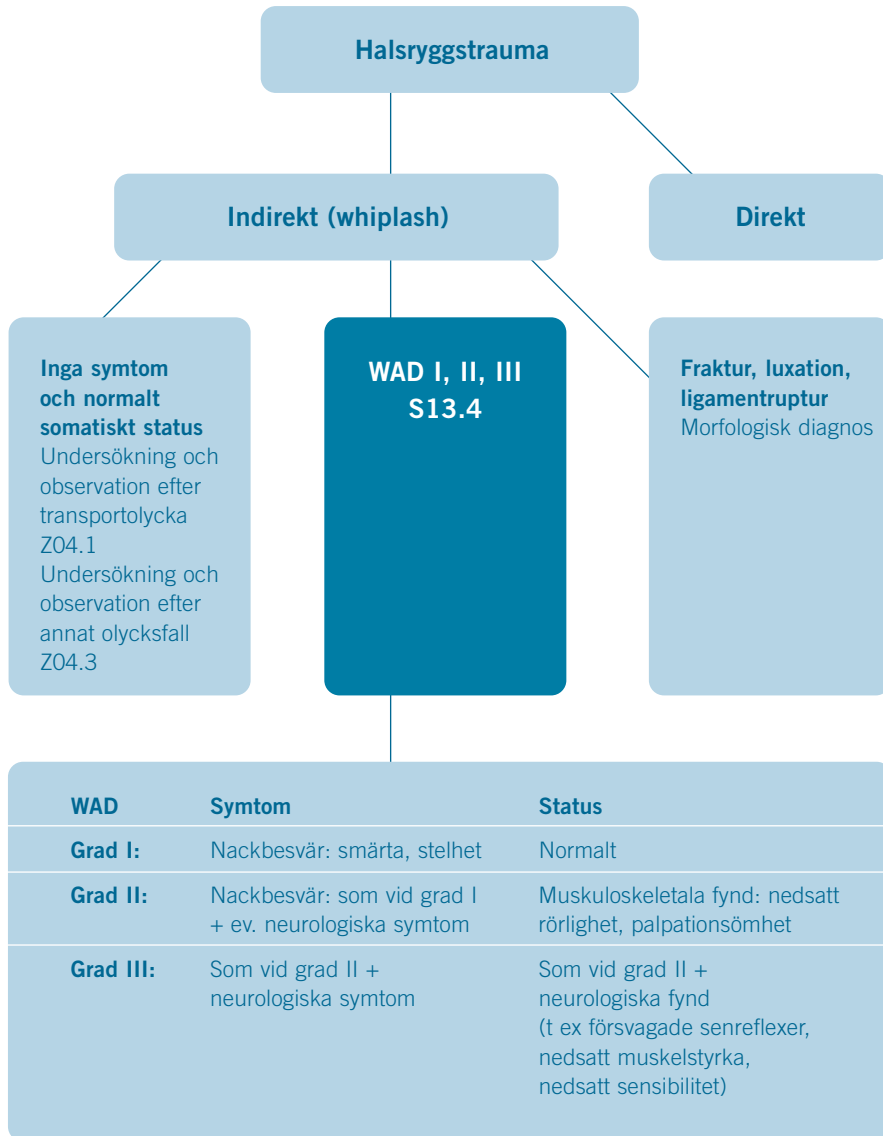 Halsryggstrauma
Indirekt (whiplash)
Direkt
Inga symtom
och normalt
somatiskt status
Undersökning och
observation efter
transportolycka
Z04.1
Undersökning och
observation efter
annat olycksfall
Z04.3
WAD I, II, III
S13.4
Fraktur, luxation,
ligamentruptur
Morfologisk diagnos
WAD Symtom Status
Grad I: Nackbesvär: smärta, stelhet Normalt
Grad II: Nackbesvär: som vid grad I
+ ev. neurologiska symtom
Muskuloskeletala fynd: nedsatt
rörlighet, palpationsömhet
Grad III: Som vid grad II +
neurologiska symtom
Som vid grad II +
neurologiska fynd
(t ex försvagade senreflexer,
nedsatt muskelstyrka,
nedsatt sensibilitet)